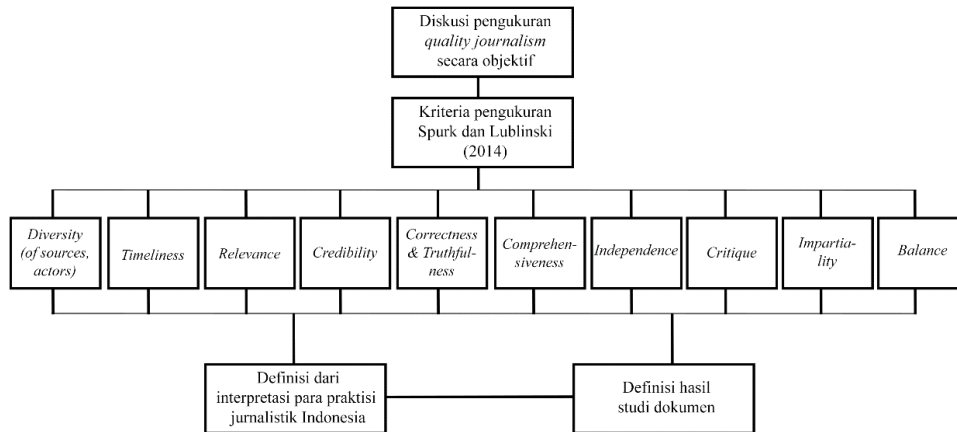 Diskusi pengukuran
quality journalism
secara objektif
Kriteria pengukuran
Spurk dan Lublinski
(2014)
Diversity
(of sources,
actors)
Timeliness
Relevance
Credibility
Correctness
& Truthful-
ness
Comprehen-
siveness
Independence
Critique
Impartia-
lity
Balance
Definisi dari
interpretasi para praktisi
jurnalistik Indonesia
Definisi hasil
studi dokumen